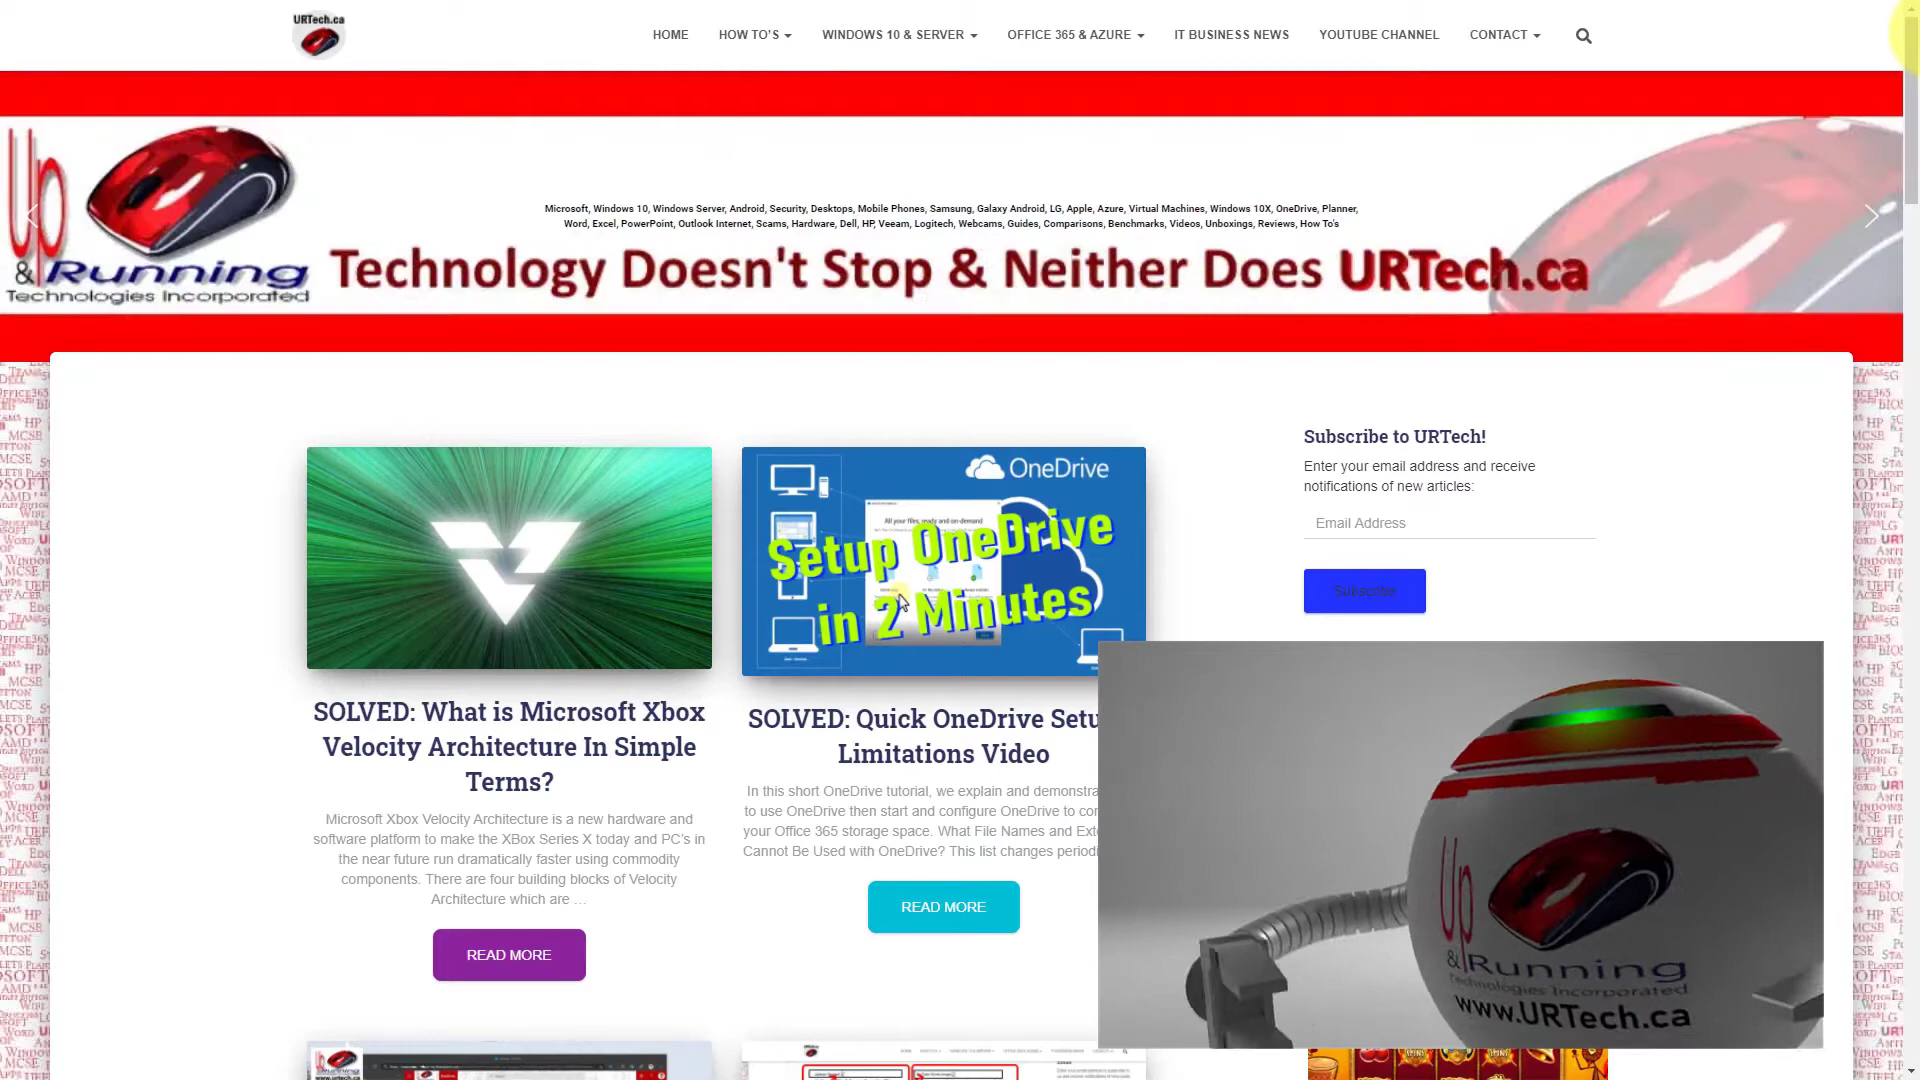 URTech.ca
HOME
HOW TO'S
WINDOWS 10 & SERVER
OFFICE 365 & AZURE
IT BUSINESS NEWS
YOUTUBE CHANNEL
CONTACT
Up
& Running
Technologies Incorporated
Microsoft, Windows 10, Windows Server, Android, Security, Desktops, Mobile Phones, Samsung, Galaxy Android, LG, Apple, Azure, Virtual Machines, Windows 10X, OneDrive, Planner,
Word, Excel, PowerPoint, Outlook Internet, Scams, Hardware, Dell, HP, Veeam, Logitech, Webcams, Guides, Comparisons, Benchmarks, Videos, Unboxings, Reviews, How To's
Technology Doesn't Stop & Neither Does URTech.ca
OneDrive
All your files, ready and on-demand
Setup OneDrive
in 2 Minutes
SOLVED: What is Microsoft Xbox
Velocity Architecture In Simple
Terms?
Microsoft Xbox Velocity Architecture is a new hardware and
software platform to make the XBox Series X today and PC's in
the near future run dramatically faster using commodity
components. There are four building blocks of Velocity
Architecture which are …
READ MORE
SOLVED: Quick OneDrive Setu
Limitations Video
In this short OneDrive tutorial, we explain and demonstra
to use OneDrive then start and configure OneDrive to co
your Office 365 storage space. What File Names and Ext
Cannot Be Used with OneDrive? This list changes period
READ MORE
Subscribe to URTech!
Enter your email address and receive
notifications of new articles:
Email Address
Subscribe
Up
& Running
Technologies Incorporated
www.URTech.ca
www.urtech.ca